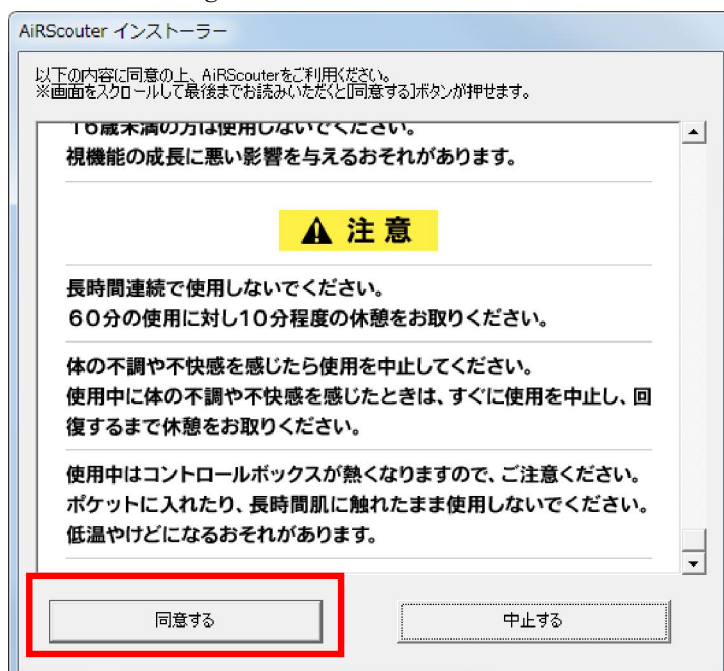 AiRScouter インストーラー
以下の内容に同意の上、AiRScouterをご利用ください。
※画面をスクロールして最後までお読みいただくと[同意する]ボタンが押せます。
16歳未満の方は使用しないでください。
視機能の成長に悪い影響を与えるおそれがあります。
注意
長時間連続で使用しないでください。
60分の使用に対し10分程度の休憩をお取りください。
体の不調や不快感を感じたら使用を中止してください。
使用中に体の不調や不快感を感じたときは、すぐに使用を中止し、回
復するまで休憩をお取りください。
使用中はコントロールボックスが熱くなりますので、ご注意ください。
ポケットに入れたり、長時間肌に触れたまま使用しないでください。
低温やけどになるおそれがあります。
同意する
中止する